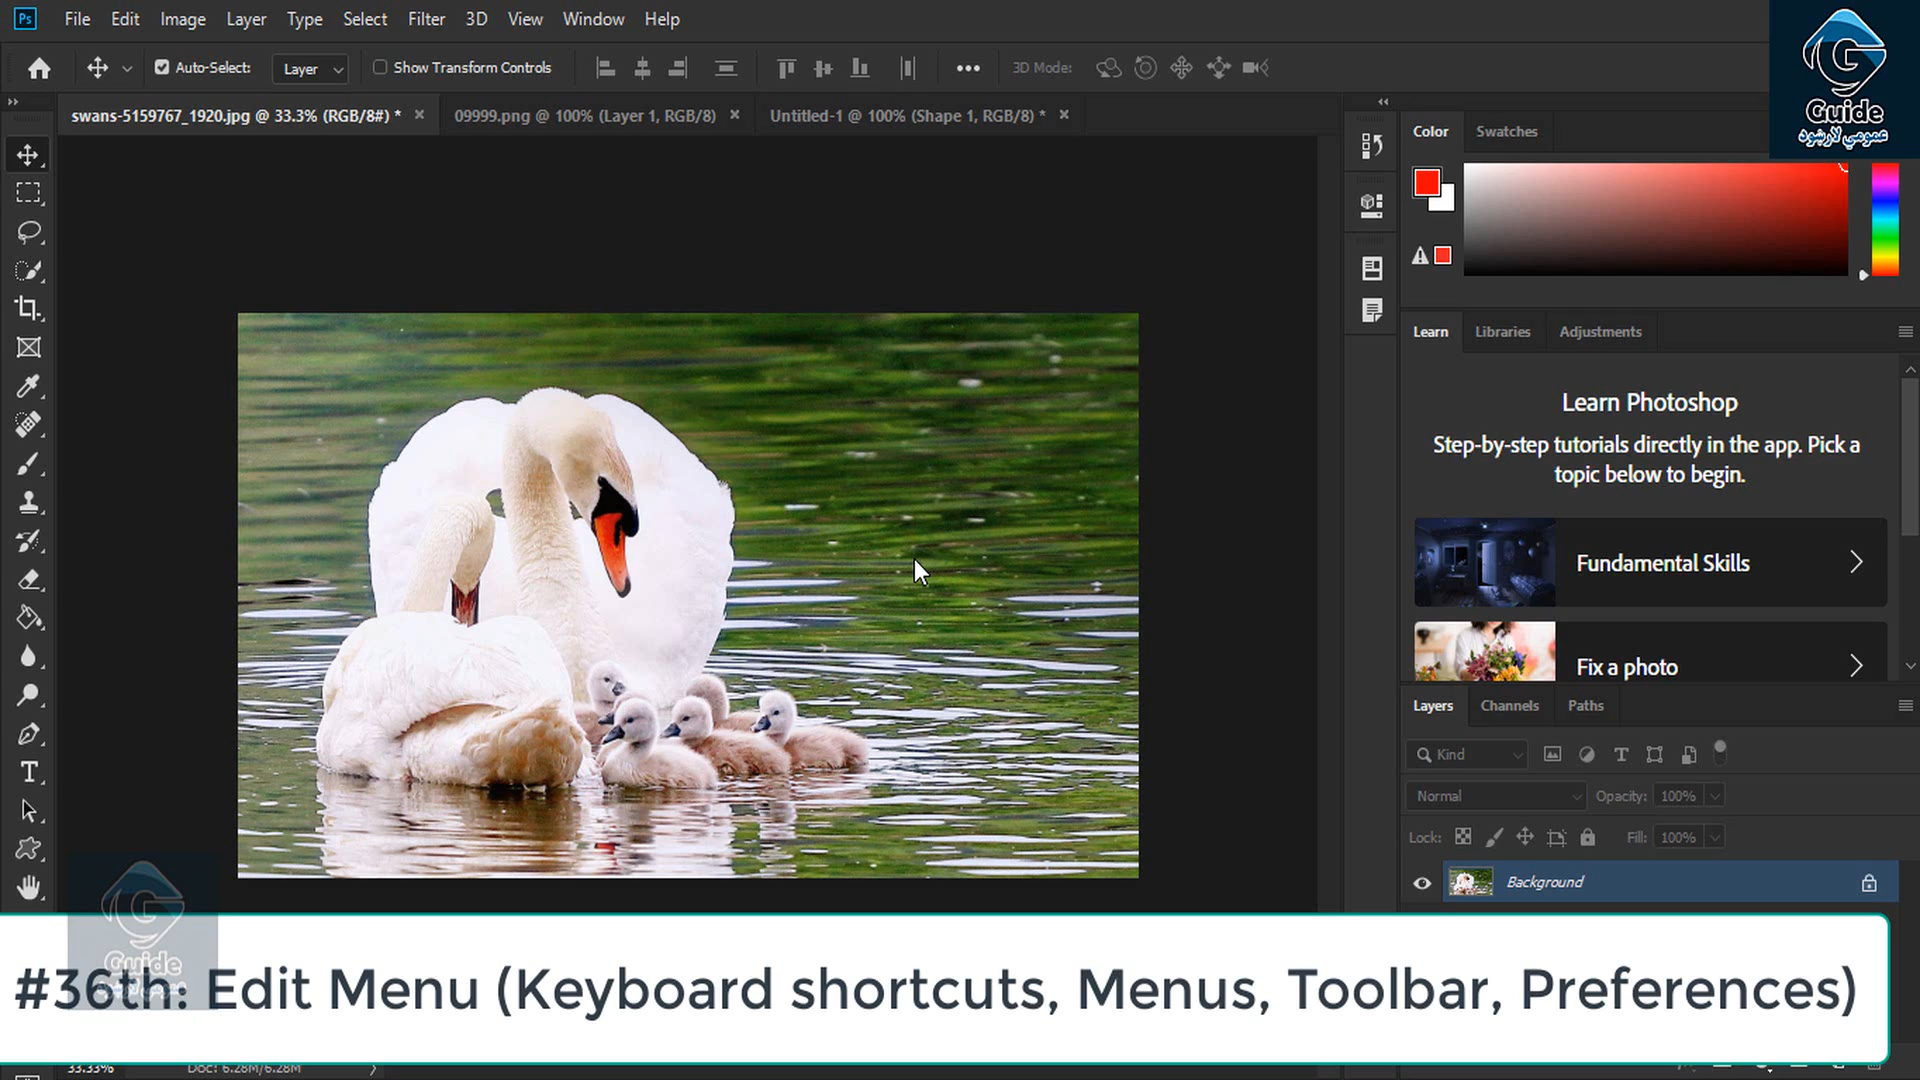 Ps File Edit Image Layer Type Select Filter 3D View Window Help
Auto-Select: Layer Show Transform Controls 3D Mode:
G
Guide
عمومي لارښود
swans-5159767_1920.jpg @ 33.3% (RGB/8#) * × 09999.png @ 100% (Layer 1, RGB/8) × Untitled-1 @ 100% (Shape 1, RGB/8) * ×
Color Swatches
Learn Libraries Adjustments
Learn Photoshop
Step-by-step tutorials directly in the app. Pick a
topic below to begin.
Fundamental Skills
Fix a photo
Layers Channels Paths
Kind
Normal Opacity: 100%
Lock: Fill: 100%
Background
G
Guide
#36th: Edit Menu (Keyboard shortcuts, Menus, Toolbar, Preferences)
33.33% Doc: 6.28M/6.28M